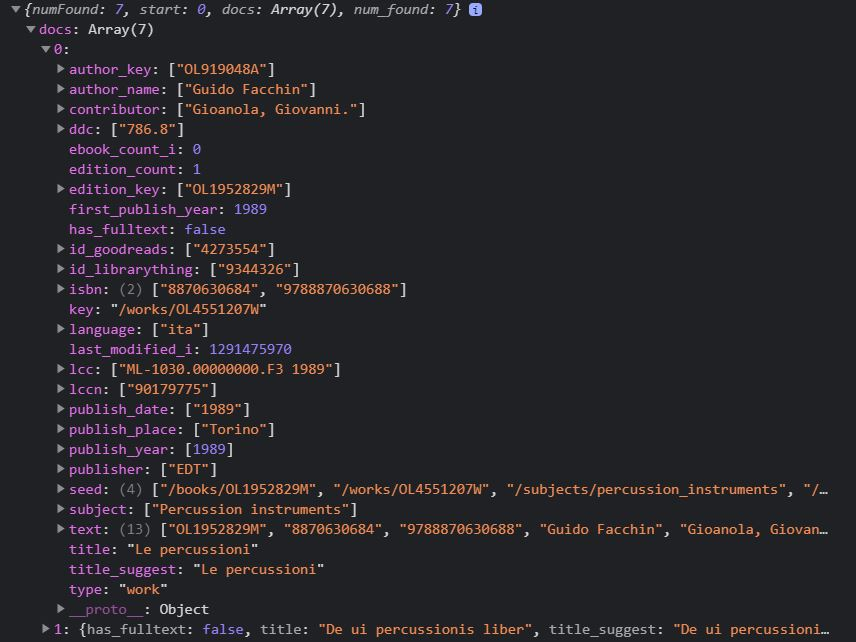 ▼{numFound: 7, start: 0, docs: Array(7), num_found: 7} i
▼docs: Array(7)
▼0:
▶author_key: ["OL919048A"]
▶author_name: ["Guido Facchin"]
▶contributor: ["Gioanola, Giovanni."]
▶ddc: ["786.8"]
ebook_count_i: 0
edition_count: 1
▶edition_key: ["OL1952829M"]
first_publish_year: 1989
has_fulltext: false
▶id_goodreads: ["4273554"]
▶id_librarything: ["9344326"]
▶isbn: (2) ["8870630684", "9788870630688"]
key: "/works/OL4551207W"
▶language: ["ita"]
last_modified_i: 1291475970
▶lcc: ["ML-1030.00000000.F3 1989"]
▶lccn: ["90179775"]
▶publish_date: ["1989"]
▶publish_place: ["Torino"]
▶publish_year: [1989]
▶publisher: ["EDT"]
▶seed: (4) ["/books/OL1952829M", "/works/OL4551207W", "/subjects/percussion_instruments", "/…
▶subject: ["Percussion instruments"]
▶text: (13) ["OL1952829M", "8870630684", "9788870630688", "Guido Facchin", "Gioanola, Giovan…
title: "Le percussioni"
title_suggest: "Le percussioni"
type: "work"
▶__proto__: Object
▶1: {has_fulltext: false, title: "De ui percussionis liber", title_suggest: "De ui percussioni…